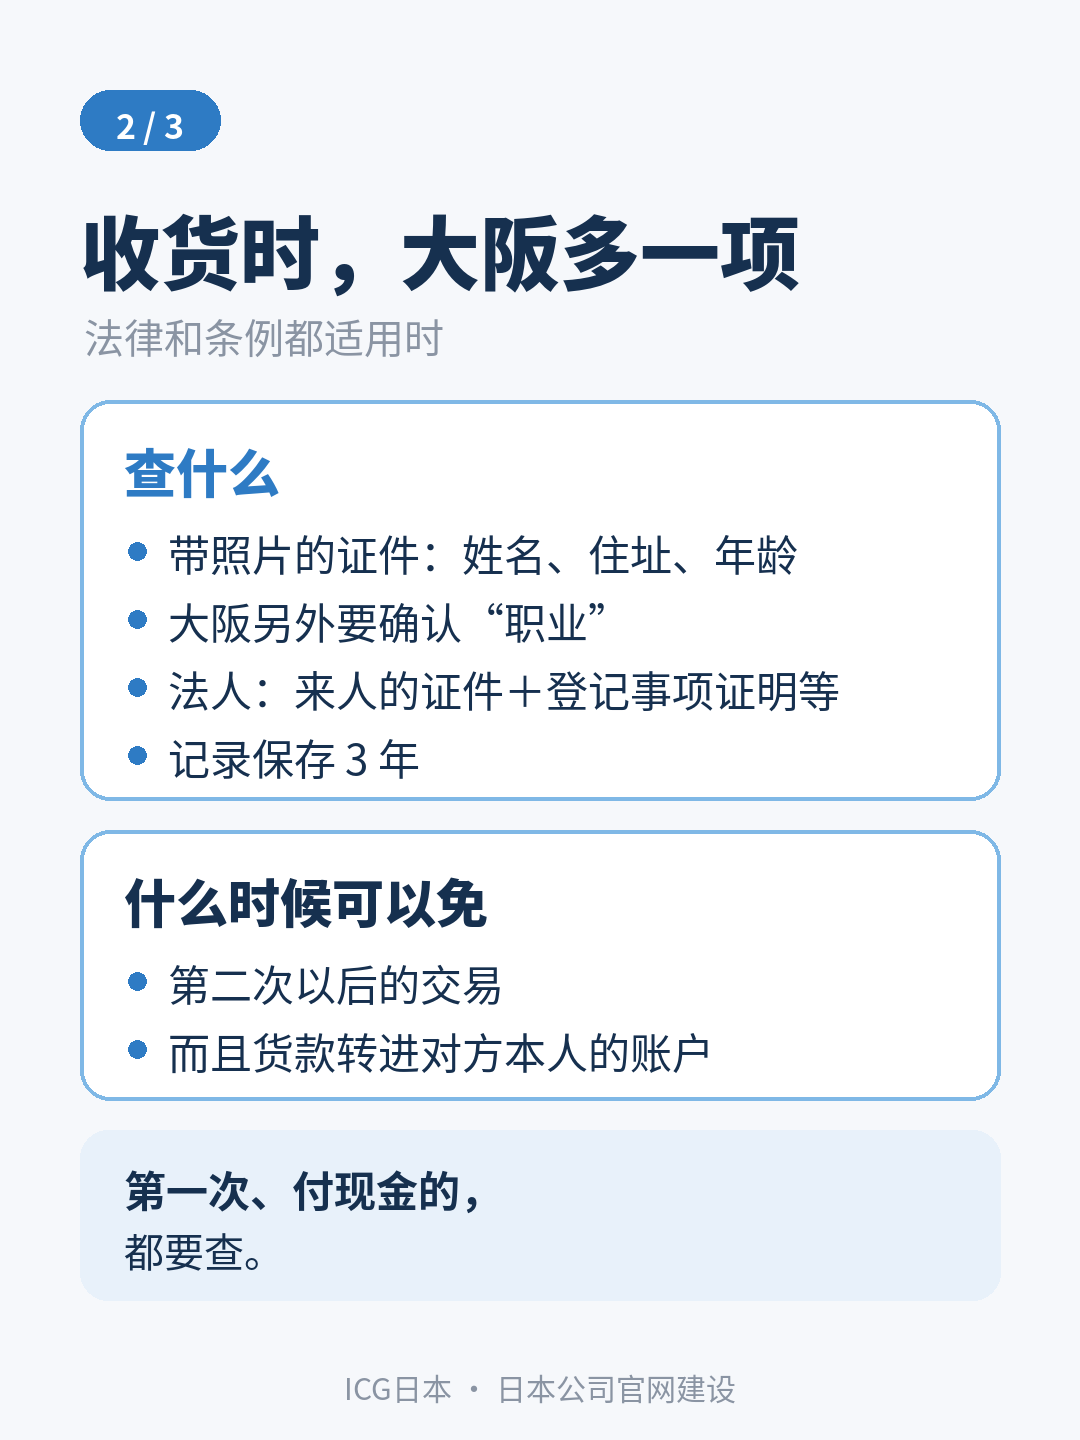 2 / 3
收货时，大阪多一项
法律和条例都适用时
查什么
带照片的证件：姓名、住址、年龄
大阪另外要确认“职业”
法人：来人的证件＋登记事项证明等
记录保存 3 年
什么时候可以免
第二次以后的交易
而且货款转进对方本人的账户
第一次、付现金的，
都要查。
ICG日本 · 日本公司官网建设